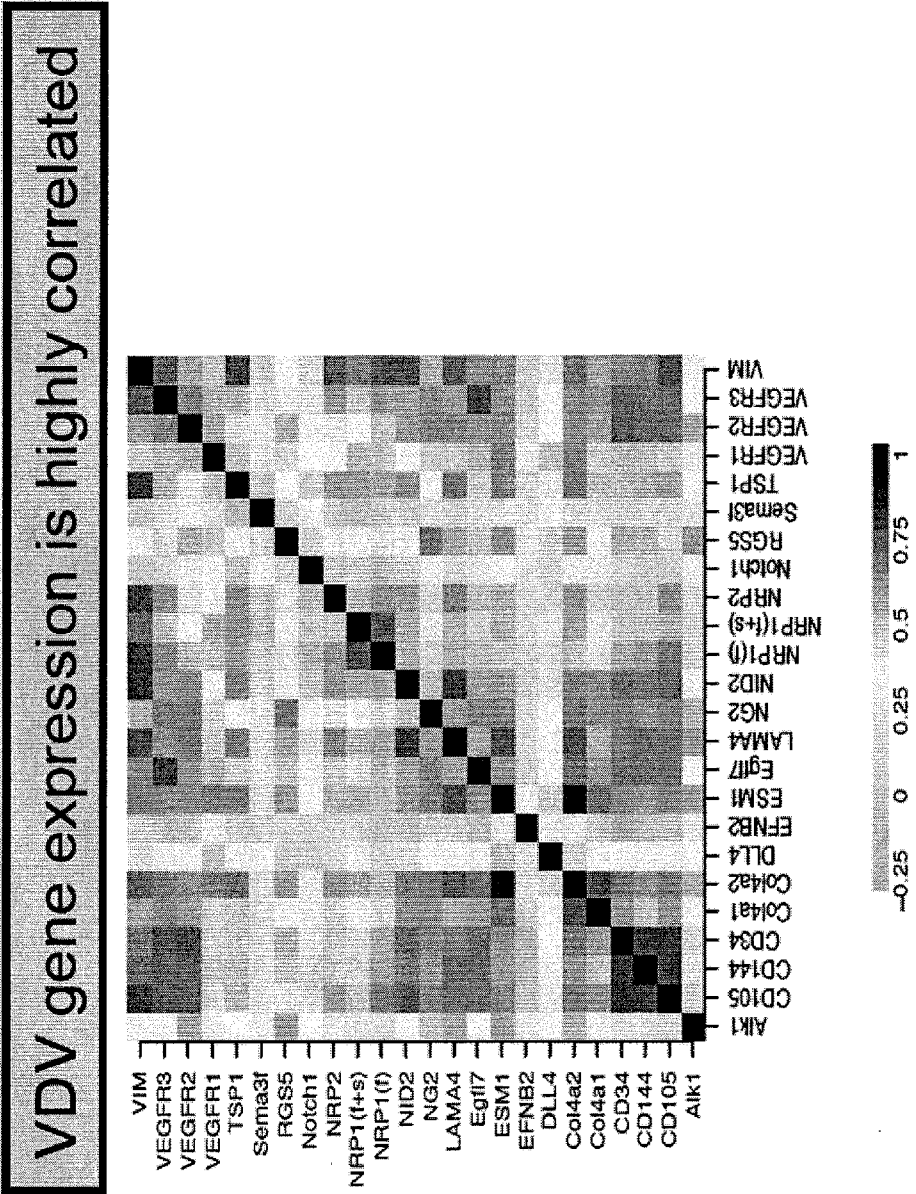 VDV gene expression is highly correlated
VIM
VEGFR3
VEGFR2
VEGFR1
TSP1
Sema3f
RGS5
Notch1
NRP2
NRP1(f+s)
NRP1(f)
NID2
NG2
LAMA4
Egfl7
ESM1
EFNB2
DLL4
Col4a2
Col4a1
CD34
CD144
CD105
Alk1
Alk1
CD105
CD144
CD34
Col4a1
Col4a2
DLL4
EFNB2
ESM1
Egfl7
LAMA4
NG2
NID2
NRP1(f)
NRP1(f+s)
NRP2
Notch1
RGS5
Sema3f
TSP1
VEGFR1
VEGFR2
VEGFR3
VIM
−0.25 0 0.25 0.5 0.75 1